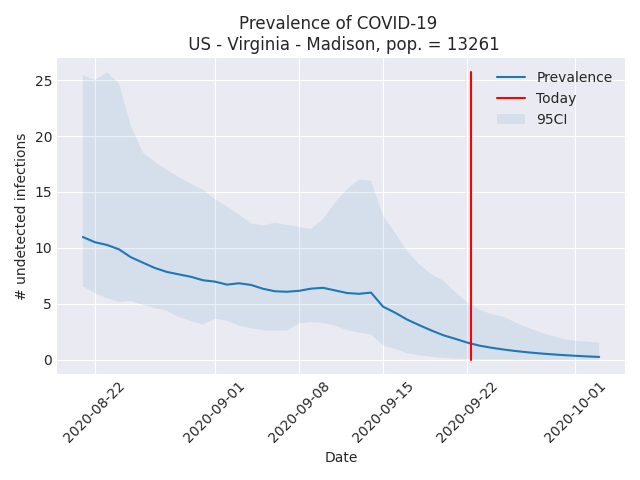 Prevalence of COVID-19
US - Virginia - Madison, pop. = 13261
Prevalence
Today
95CI
# undetected infections
25
20
15
10
5
0
2020-08-22
2020-09-01
2020-09-08
2020-09-15
2020-09-22
2020-10-01
Date